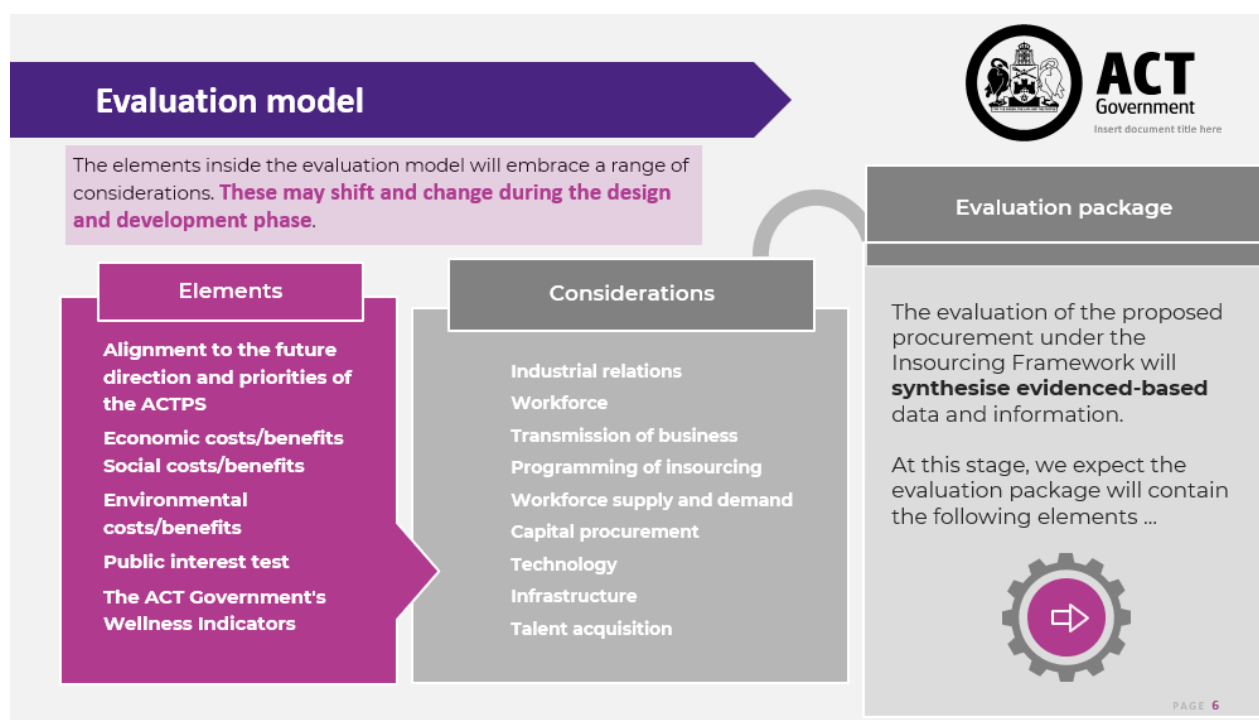 Evaluation model
ACT
Government
Insert document title here
The elements inside the evaluation model will embrace a range of
considerations. These may shift and change during the design
and development phase.
Elements
Alignment to the future
direction and priorities of
the ACTPS
Economic costs/benefits
Social costs/benefits
Environmental
costs/benefits
Public interest test
The ACT Government's
Wellness Indicators
Considerations
Industrial relations
Workforce
Transmission of business
Programming of insourcing
Workforce supply and demand
Capital procurement
Technology
Infrastructure
Talent acquisition
Evaluation package
The evaluation of the proposed
procurement under the
Insourcing Framework will
synthesise evidenced-based
data and information.
At this stage, we expect the
evaluation package will contain
the following elements ...
PAGE 6